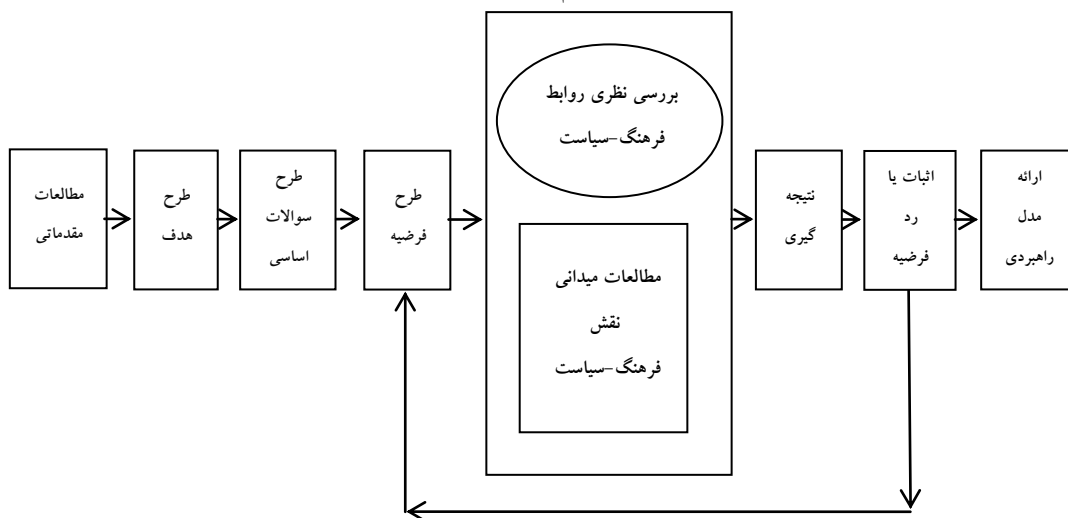 مطالعات
مقدماتی
طرح
هدف
طرح
سوالات
اساسی
طرح
فرضیه
بررسی نظری روابط
فرهنگ-سیاست
مطالعات میدانی
نقش
فرهنگ-سیاست
نتیجه
گیری
اثبات یا
رد
فرضیه
ارائه
مدل
راهبردی